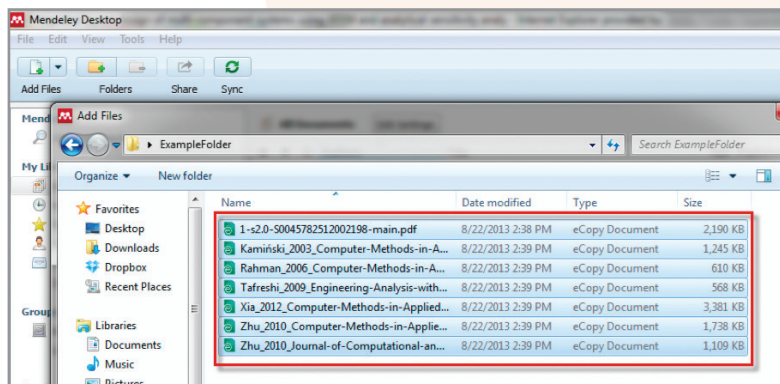 Mendeley Desktop
File Edit View Tools Help
Add Files Folders Share Sync
Mend
Add Files
ExampleFolder Search ExampleFolder
My Li
Organize New folder
Name Date modified Type Size
Favorites
Desktop
Downloads
Dropbox
Recent Places
Group
Libraries
Documents
Music
Pictures
1-s2.0-S0045782512002198-main.pdf 8/22/2013 2:38 PM eCopy Document 2,190 KB
Kamiński_2003_Computer-Methods-in-A... 8/22/2013 2:39 PM eCopy Document 1,245 KB
Rahman_2006_Computer-Methods-in-A... 8/22/2013 2:39 PM eCopy Document 610 KB
Tafreshi_2009_Engineering-Analysis-with... 8/22/2013 2:39 PM eCopy Document 568 KB
Xia_2012_Computer-Methods-in-Applied... 8/22/2013 2:39 PM eCopy Document 3,381 KB
Zhu_2010_Computer-Methods-in-Applie... 8/22/2013 2:39 PM eCopy Document 1,738 KB
Zhu_2010_Journal-of-Computational-an... 8/22/2013 2:39 PM eCopy Document 1,109 KB